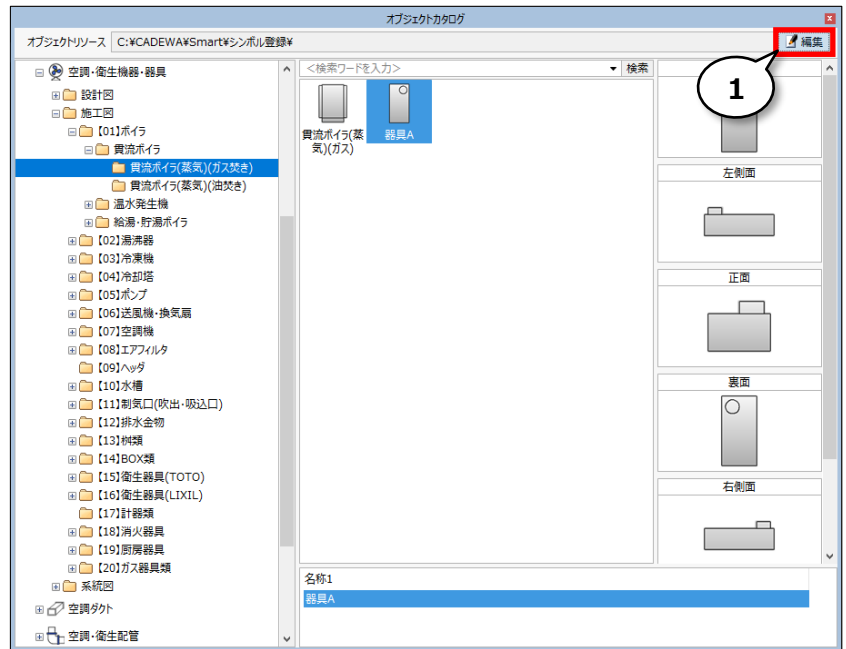 オブジェクトカタログ
オブジェクトリソース C:¥CADEWA¥Smart¥シンボル登録¥
編集
1
空調・衛生機器・器具
設計図
施工図
【01】ボイラ
貫流ボイラ
貫流ボイラ(蒸気)(ガス焚き)
貫流ボイラ(蒸気)(油焚き)
温水発生機
給湯・貯湯ボイラ
【02】湯沸器
【03】冷凍機
【04】冷却塔
【05】ポンプ
【06】送風機・換気扇
【07】空調機
【08】エアフィルタ
【09】ヘッダ
【10】水槽
【11】制気口(吹出・吸込口)
【12】排水金物
【13】桝類
【14】BOX類
【15】衛生器具(TOTO)
【16】衛生器具(LIXIL)
【17】計器類
【18】消火器具
【19】厨房器具
【20】ガス器具類
系統図
空調ダクト
空調・衛生配管
<検索ワードを入力> 検索
貫流ボイラ(蒸
気)(ガス)
器具A
左側面
正面
裏面
右側面
名称1
器具A